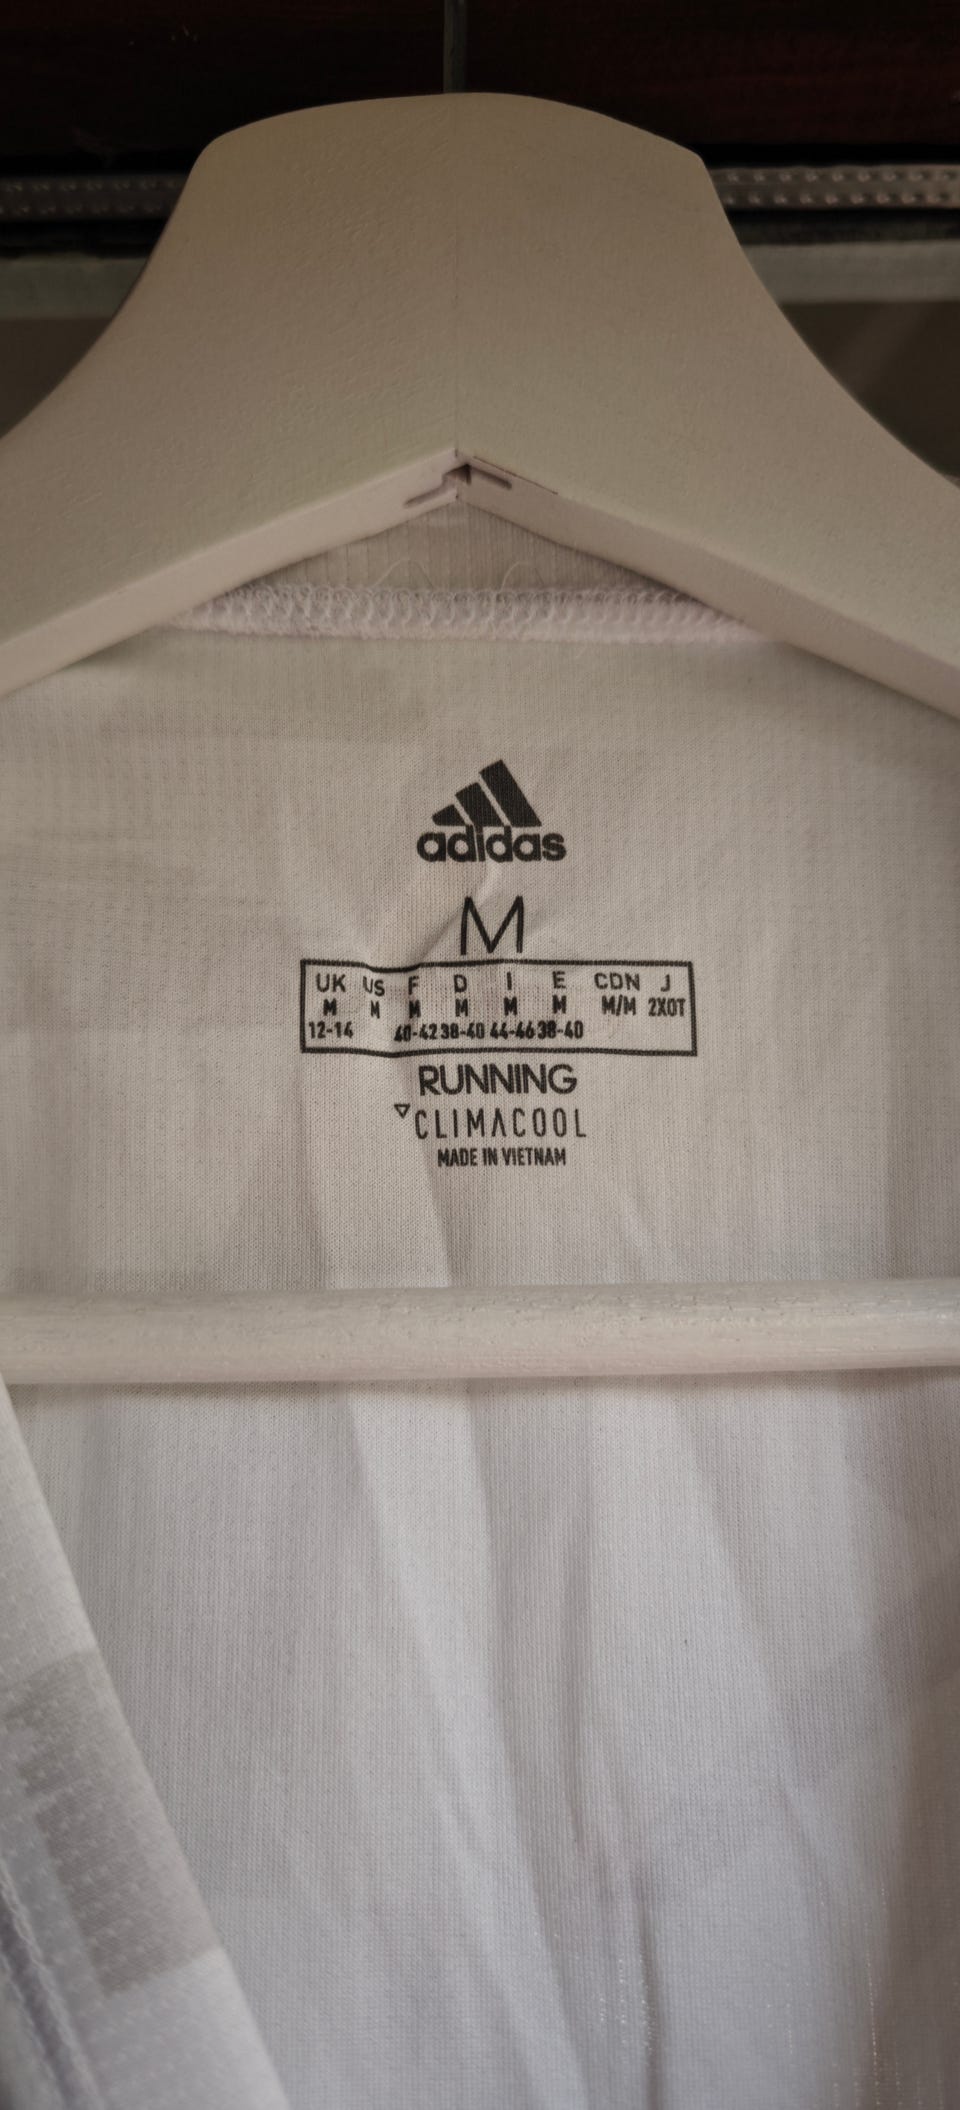 adidas
M
UK US F D I E CDN J
M M M M M M M/M 2XOT
12-14 40-42 38-40 44-46 38-40
RUNNING
CLIMACOOL
MADE IN VIETNAM